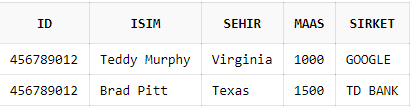 ID ISIM SEHIR MAAS SIRKET
456789012 Teddy Murphy Virginia 1000 GOOGLE
456789012 Brad Pitt Texas 1500 TD BANK